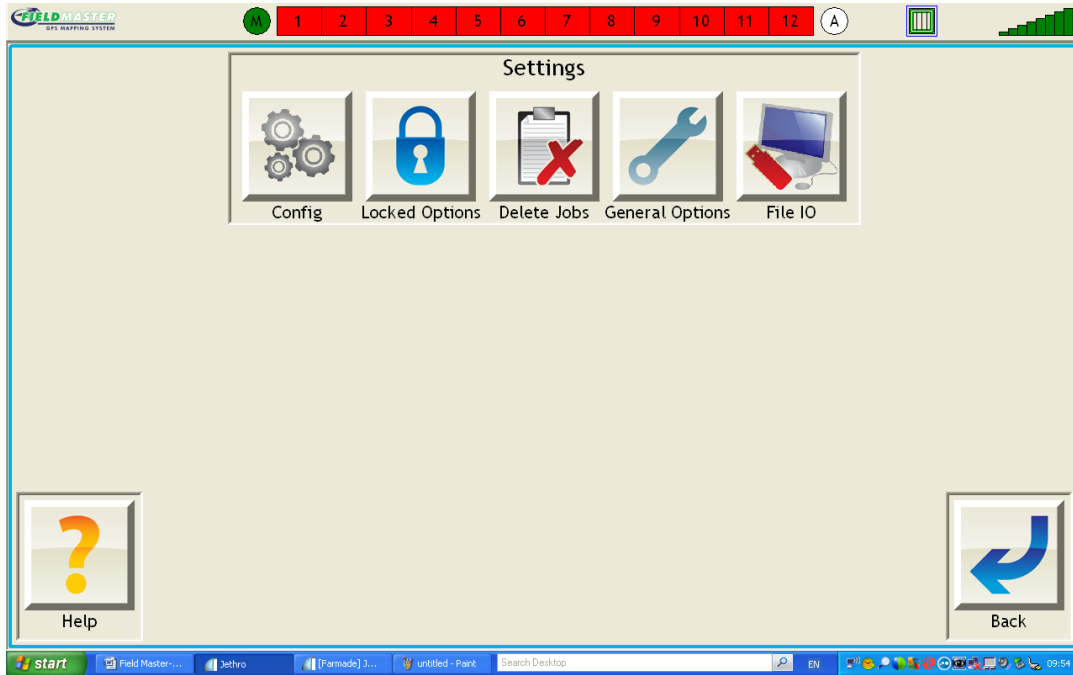 FIELDMASTER
GPS MAPPING SYSTEM
M 1 2 3 4 5 6 7 8 9 10 11 12 A
Settings
Config Locked Options Delete Jobs General Options File IO
?
Help Back
start Field Master-... Jethro [Farmade] J... untitled - Paint Search Desktop EN 09:54